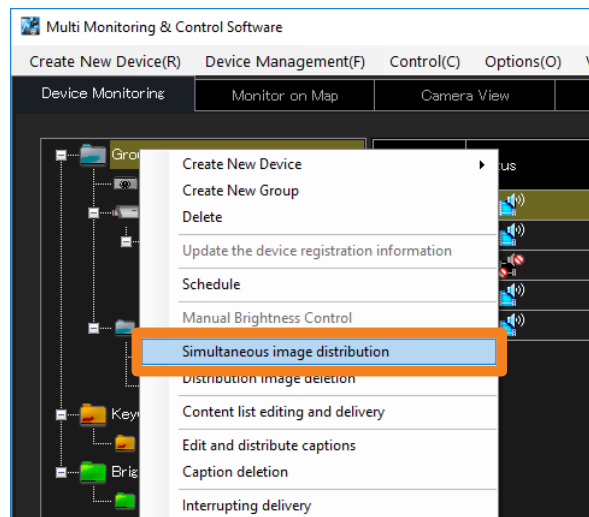 Multi Monitoring & Control Software
Create New Device(R) Device Management(F) Control(C) Options(O)
Device Monitoring Monitor on Map Camera View
Create New Device
Create New Group
Delete
Update the device registration information
Schedule
Manual Brightness Control
Simultaneous image distribution
Distribution image deletion
Content list editing and delivery
Edit and distribute captions
Caption deletion
Interrupting delivery